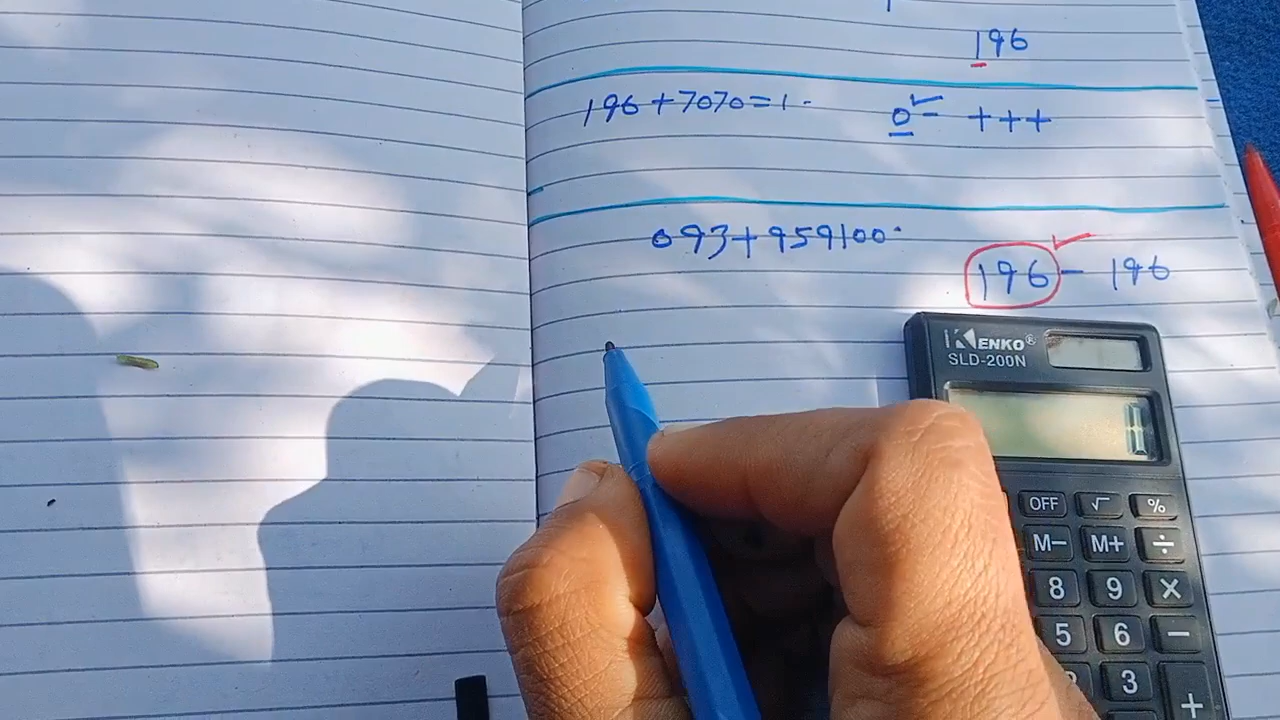 196
196+7070=1.
0 - +++
093+959100.
196 - 196
KENKO®
SLD-200N
OFF √ %
M− M+ ÷
8 9 ×
5 6 −
3
+